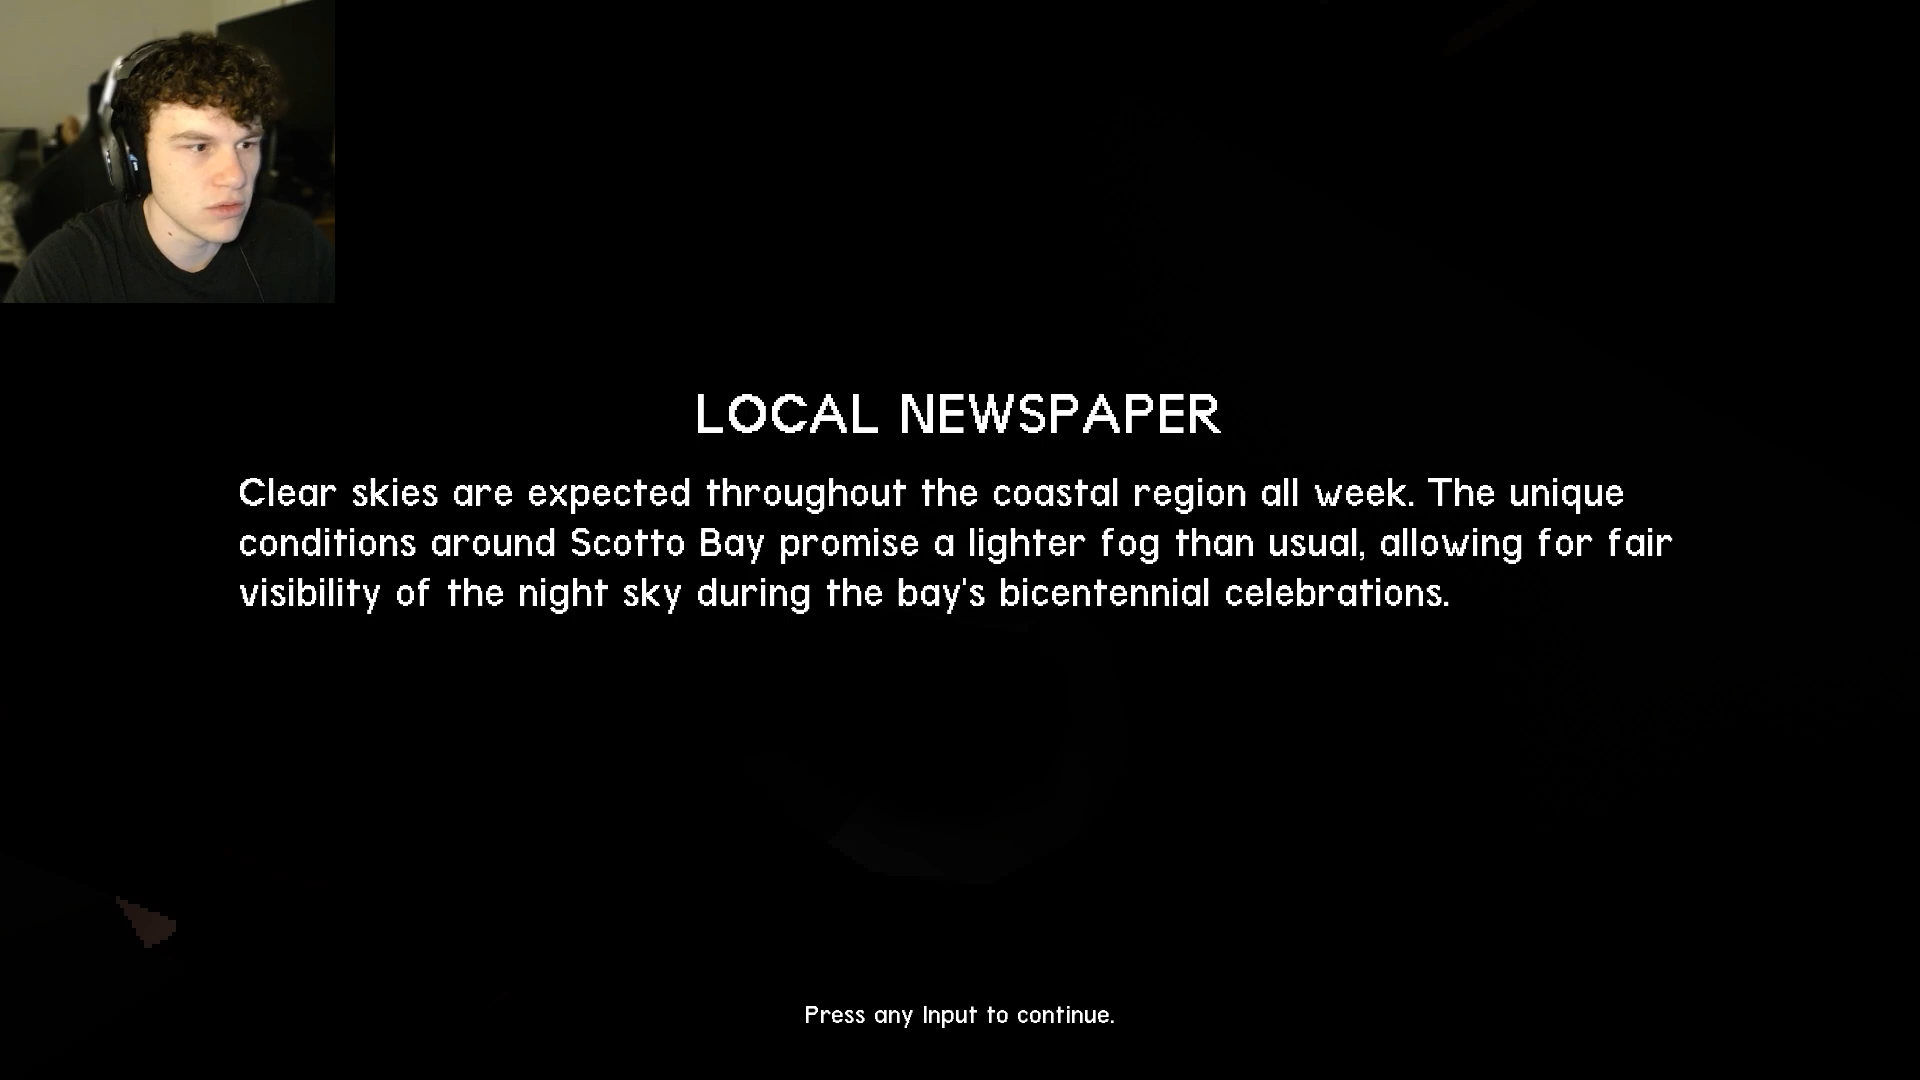 LOCAL NEWSPAPER
Clear skies are expected throughout the coastal region all week. The unique
conditions around Scotto Bay promise a lighter fog than usual, allowing for fair
visibility of the night sky during the bay's bicentennial celebrations.
Press any Input to continue.